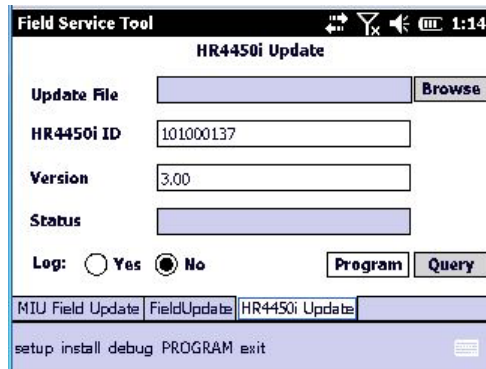 Field Service Tool 1:14
HR4450i Update
Update File Browse
HR4450i ID 101000137
Version 3.00
Status
Log: Yes No Program Query
MIU Field Update FieldUpdate HR4450i Update
setup install debug PROGRAM exit